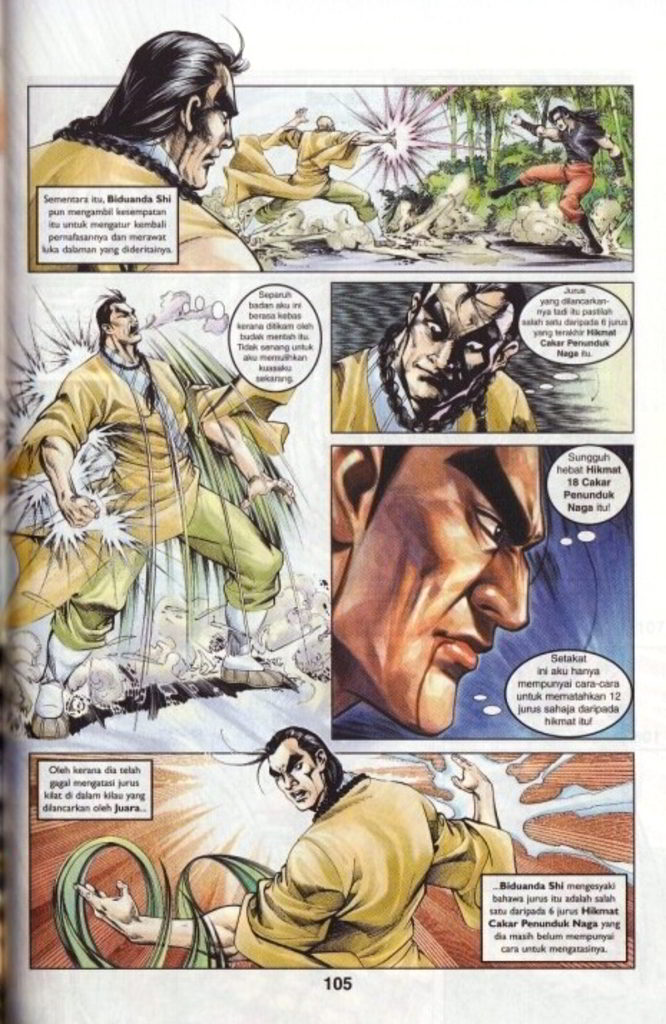 Sementara itu, Biduanda Shi
pun mengambil kesempatan
itu untuk mengatur kembali
pernafasannya dan merawat
luka dalaman yang dideritainya.
Separuh
badan aku ini
berasa kebas
kerana ditikam oleh
budak mentah itu.
Tidak senang untuk
aku memulihkan
kuasaku
sekarang.
Jurus
yang dilancarkan-
nya tadi itu pastilah
salah satu daripada 6 jurus
yang terakhir Hikmat
Cakar Penunduk
Naga itu.
Sungguh
hebat Hikmat
18 Cakar
Penunduk
Naga itu!
Setakat
ini aku hanya
mempunyai cara-cara
untuk mematahkan 12
jurus sahaja daripada
hikmat itu!
Oleh kerana dia telah
gagal mengatasi jurus
kilat di dalam kilau yang
dilancarkan oleh Juara...
...Biduanda Shi mengesyaki
bahawa jurus itu adalah salah
satu daripada 6 jurus Hikmat
Cakar Penunduk Naga yang
dia masih belum mempunyai
cara untuk mengatasinya.
105